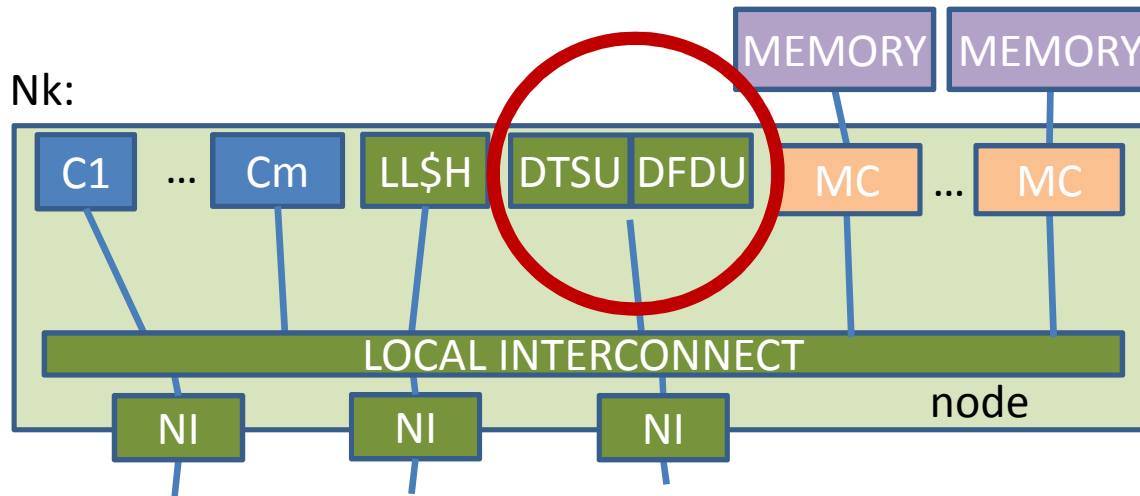 MEMORY MEMORY
Nk:
C1 ... Cm LL$H DTSU DFDU MC ... MC
LOCAL INTERCONNECT
node
NI NI NI